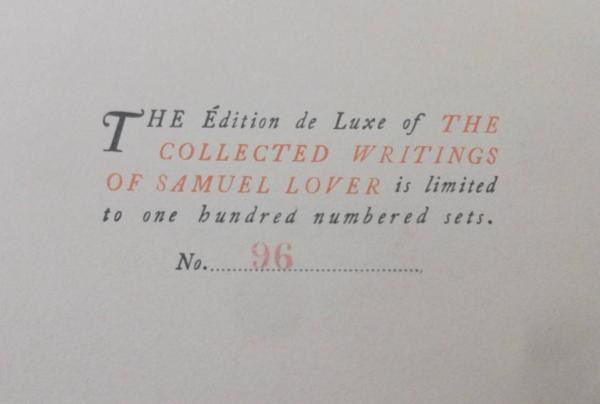 THE Édition de Luxe of THE
COLLECTED WRITINGS
OF SAMUEL LOVER is limited
to one hundred numbered sets.
No. 96